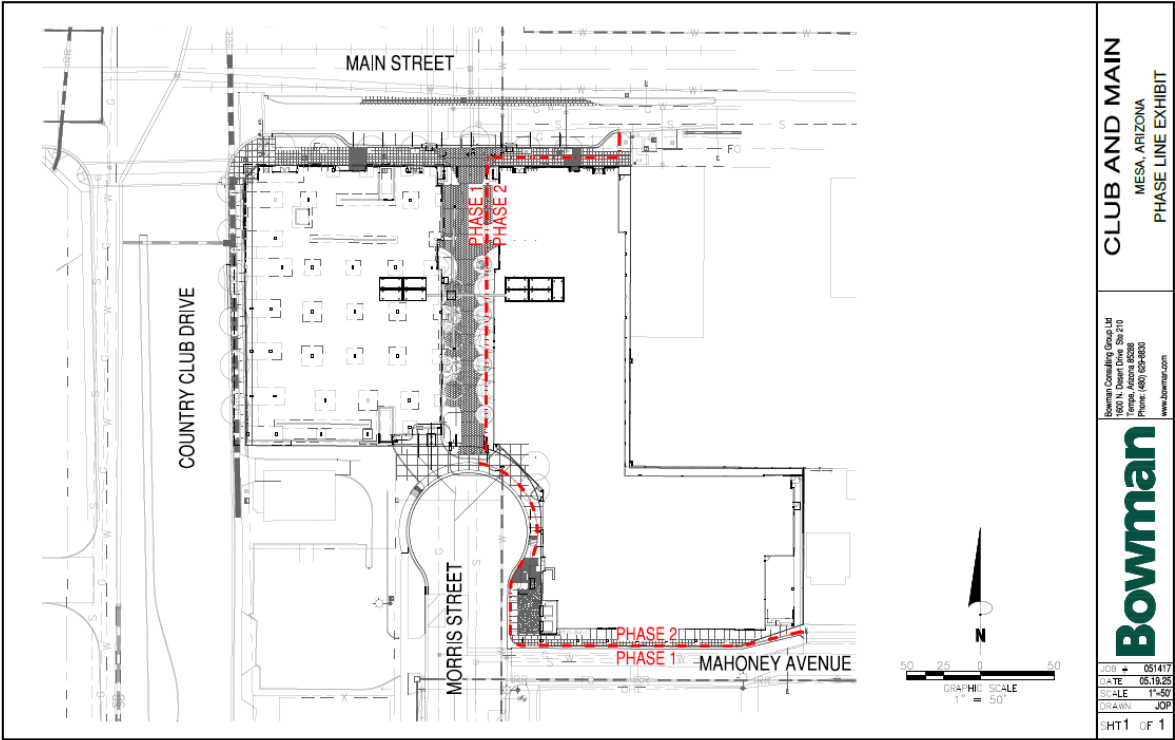 MAIN STREET
COUNTRY CLUB DRIVE
PHASE 1
PHASE 2
MORRIS STREET
PHASE 2
PHASE 1
MAHONEY AVENUE
N
50 25 0 50
GRAPHIC SCALE
1" = 50'
CLUB AND MAIN
MESA, ARIZONA
PHASE LINE EXHIBIT
Bowman Consulting Group Ltd
1600 N. Desert Drive Ste 210
Tempe, Arizona 85288
Phone: (480) 629-8830
www.bowman.com
Bowman
JOB # 051417
DATE 05.19.25
SCALE 1"=50'
DRAWN JOP
SHT 1 OF 1